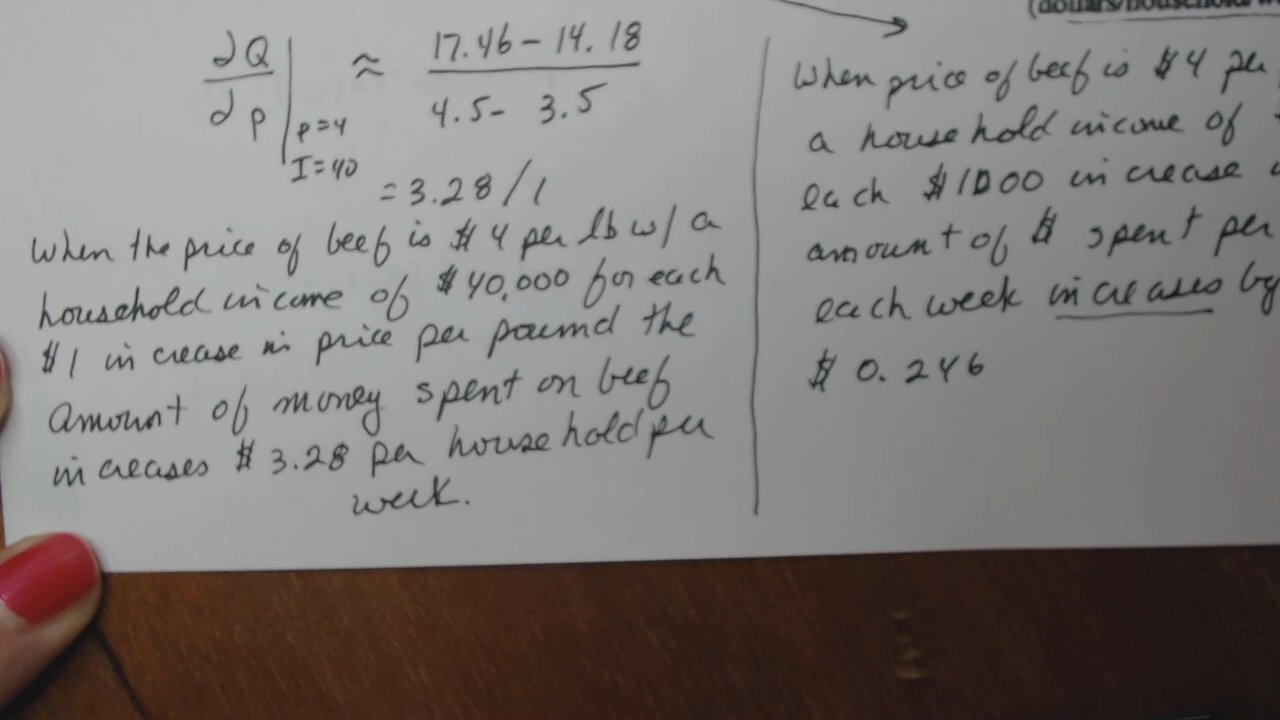 (dollars/household/w
∂Q/∂p |p=4 I=40 ≈ 17.46 - 14.18 / 4.5 - 3.5
= 3.28/1
When the price of beef is $4 per lb w/ a
household income of $40,000 for each
$1 increase in price per pound the
amount of money spent on beef
increases $3.28 per household per
week.
When price of beef is $4 per
a household income of
each $1000 increase
amount of $ spent per
each week increases by
$0.246